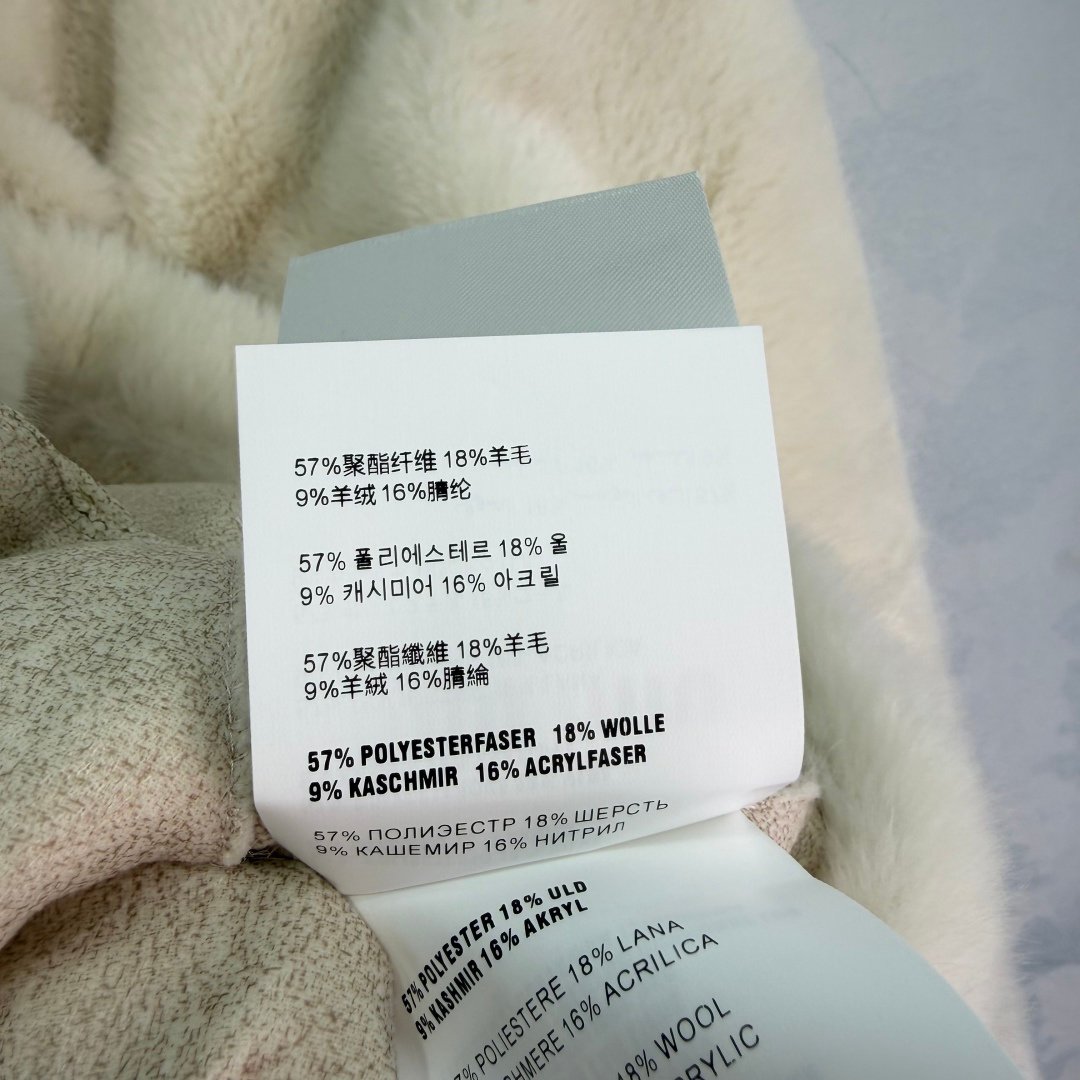 57%聚酯纤维 18%羊毛
9%羊绒 16%腈纶
57% 폴리에스테르 18% 울
9% 캐시미어 16% 아크릴
57%聚酯纖維 18%羊毛
9%羊絨 16%腈綸
57% POLYESTERFASER 18% WOLLE
9% KASCHMIR 16% ACRYLFASER
57% ПОЛИЭЕСТР 18% ШЕРСТЬ
9% КАШЕМИР 16% НИТРИЛ
57% POLYESTER 18% ULD
9% KASHMIR 16% AKRYL
POLIESTERE 18% LANA
16% ACRILICA
18% WOOL